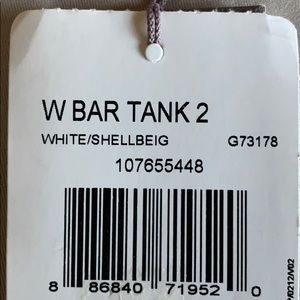 W BAR TANK 2
WHITE/SHELLBEIG G73178
107655448
8 86840 71952 0